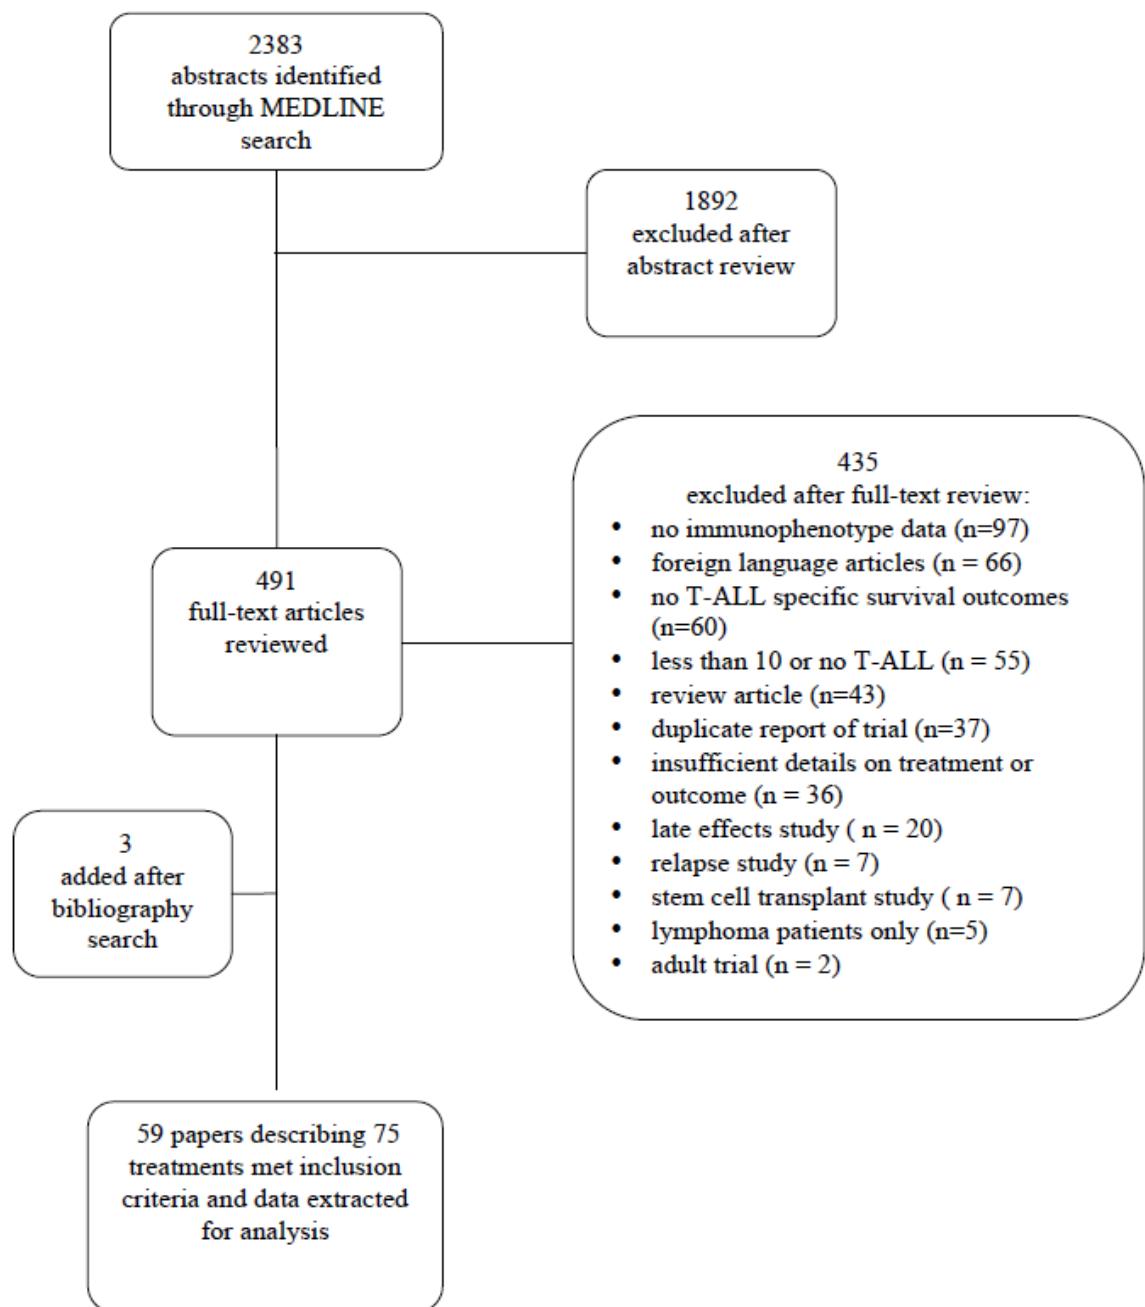 2383
abstracts identified
through MEDLINE
search
1892
excluded after
abstract review
435
excluded after full-text review:
• no immunophenotype data (n=97)
• foreign language articles (n = 66)
• no T-ALL specific survival outcomes
(n=60)
• less than 10 or no T-ALL (n = 55)
• review article (n=43)
• duplicate report of trial (n=37)
• insufficient details on treatment or
outcome (n = 36)
• late effects study ( n = 20)
• relapse study (n = 7)
• stem cell transplant study ( n = 7)
• lymphoma patients only (n=5)
• adult trial (n = 2)
491
full-text articles
reviewed
3
added after
bibliography
search
59 papers describing 75
treatments met inclusion
criteria and data extracted
for analysis